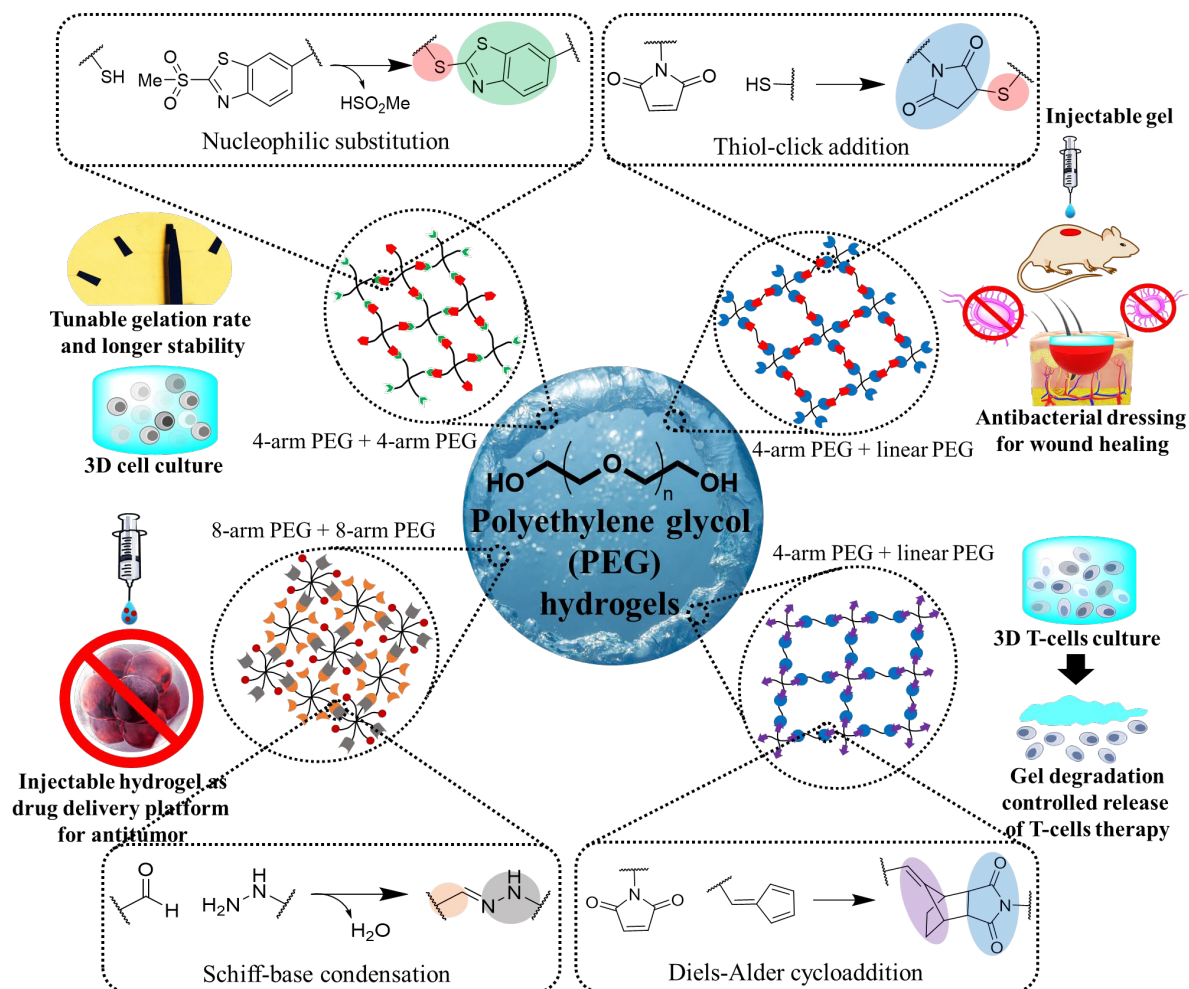 SH
Me
S
O
O
S
N
HSO₂Me
S
S
N
Nucleophilic substitution
N
O
O
HS
N
O
O
S
Thiol-click addition
Injectable gel
Tunable gelation rate
and longer stability
3D cell culture
4-arm PEG + 4-arm PEG
4-arm PEG + linear PEG
Antibacterial dressing
for wound healing
HO
O
n
OH
Polyethylene glycol
(PEG)
hydrogels
8-arm PEG + 8-arm PEG
4-arm PEG + linear PEG
3D T-cells culture
Injectable hydrogel as
drug delivery platform
for antitumor
Gel degradation
controlled release
of T-cells therapy
O
H
H₂N
H
N
H₂O
N
H
N
Schiff-base condensation
N
O
O
O
N
O
Diels-Alder cycloaddition